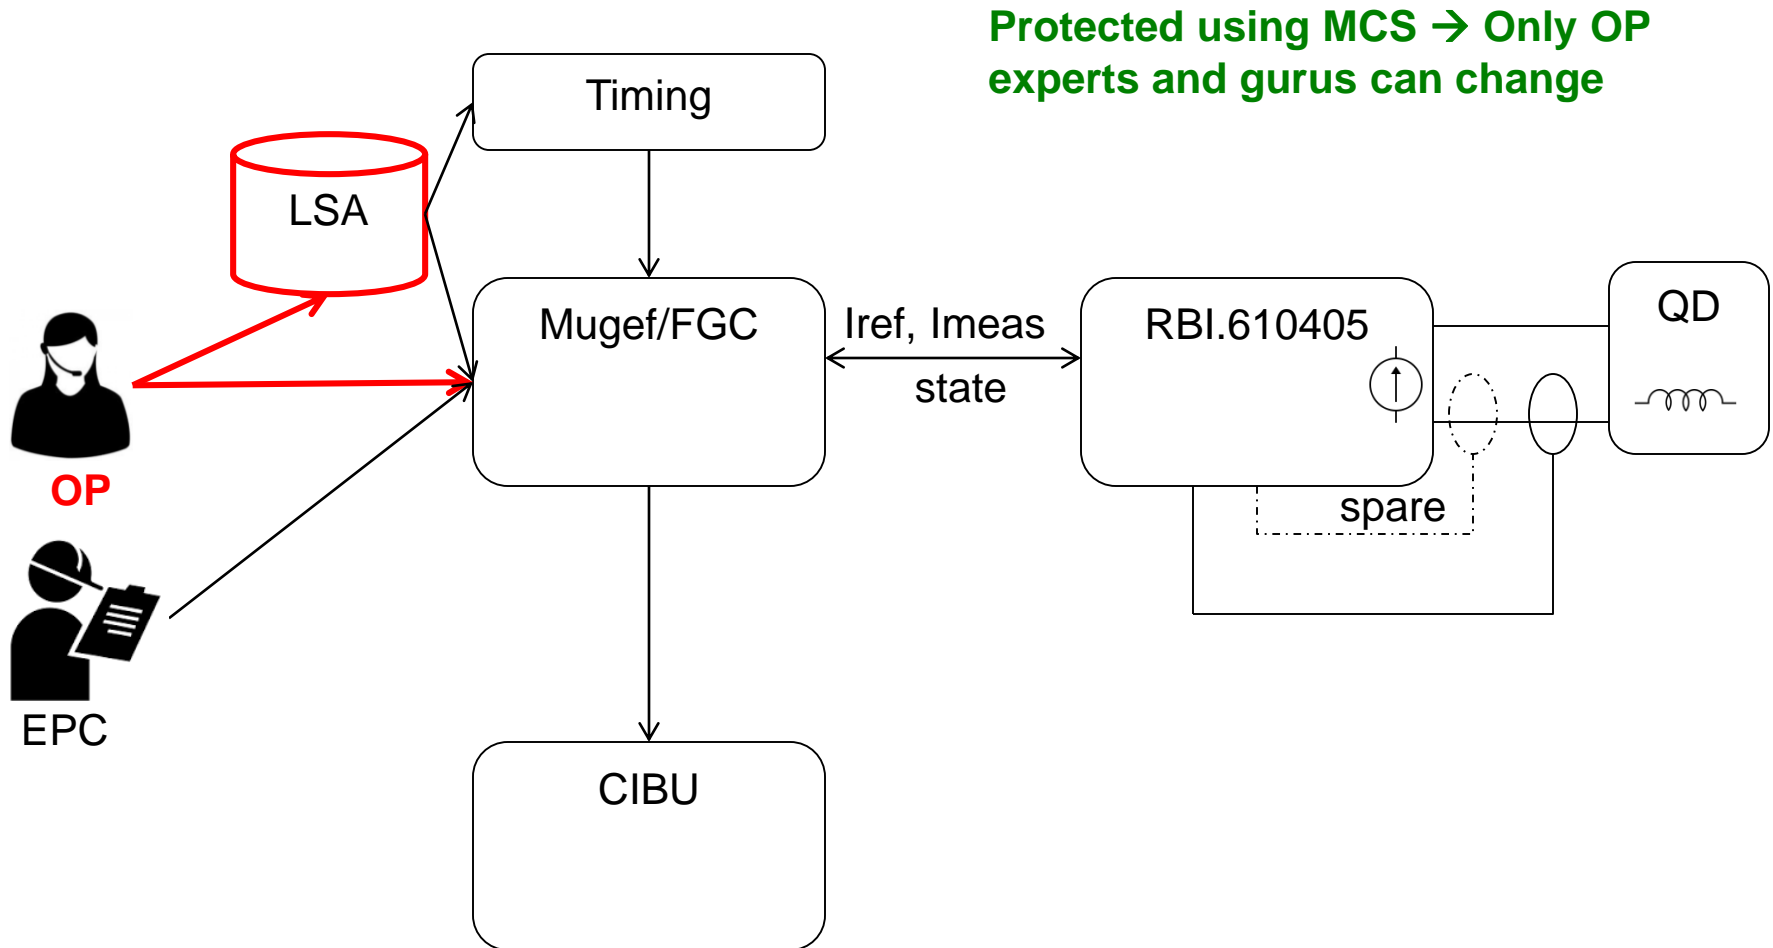 Protected using MCS → Only OP
experts and gurus can change
Timing
LSA
Mugef/FGC
Iref, Imeas
state
RBI.610405
QD
OP
spare
EPC
CIBU